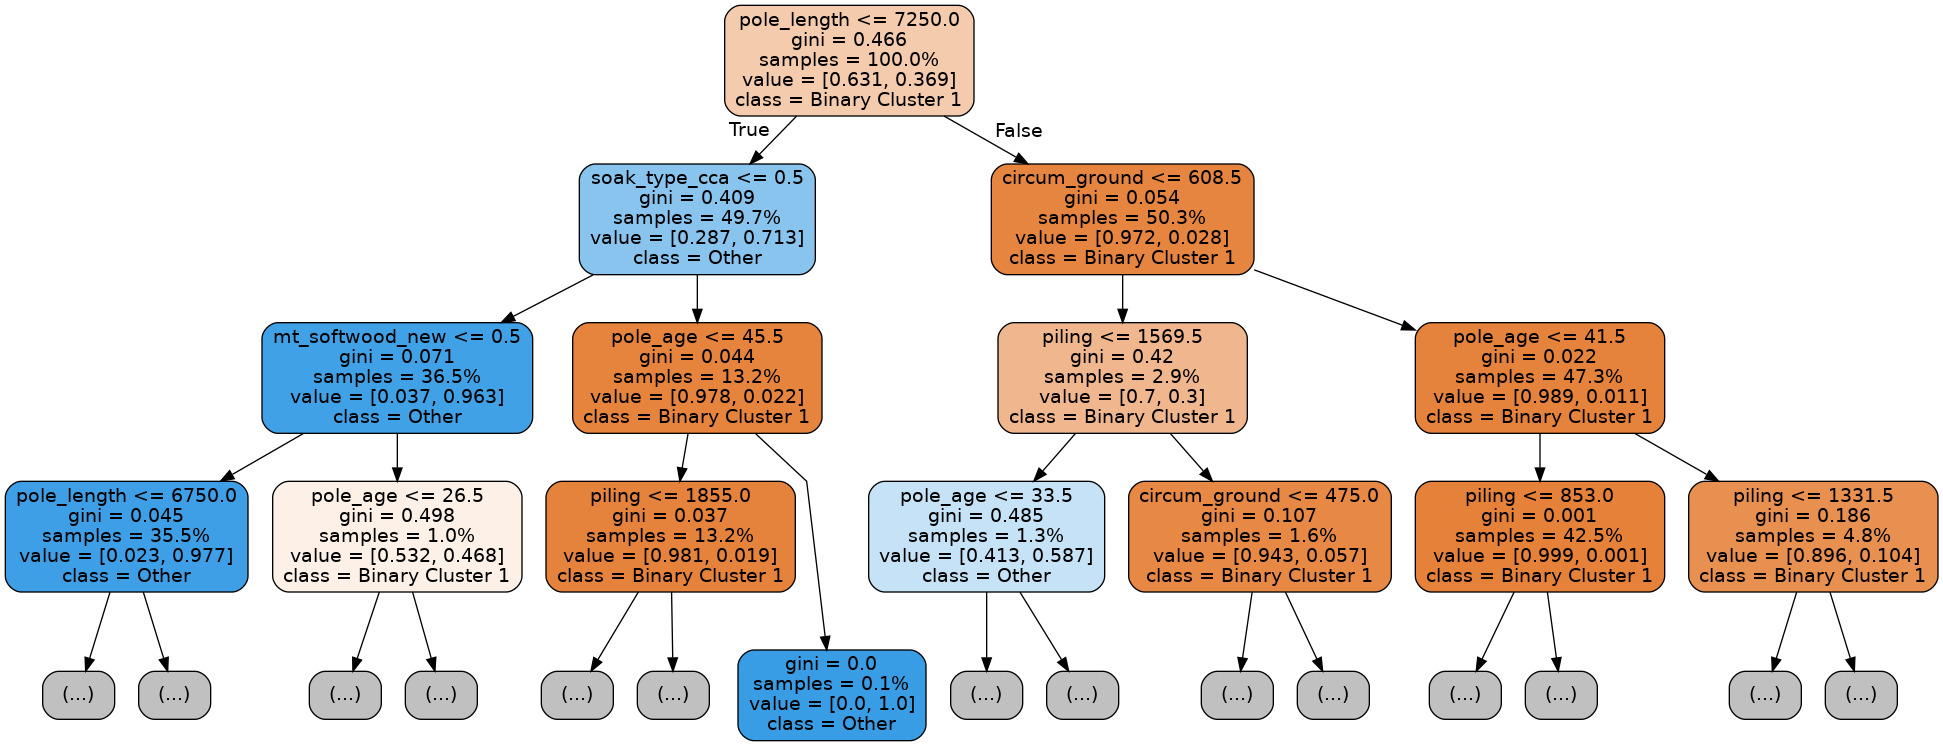 pole_length <= 7250.0
gini = 0.466
samples = 100.0%
value = [0.631, 0.369]
class = Binary Cluster 1
True
False
soak_type_cca <= 0.5
gini = 0.409
samples = 49.7%
value = [0.287, 0.713]
class = Other
circum_ground <= 608.5
gini = 0.054
samples = 50.3%
value = [0.972, 0.028]
class = Binary Cluster 1
mt_softwood_new <= 0.5
gini = 0.071
samples = 36.5%
value = [0.037, 0.963]
class = Other
pole_age <= 45.5
gini = 0.044
samples = 13.2%
value = [0.978, 0.022]
class = Binary Cluster 1
piling <= 1569.5
gini = 0.42
samples = 2.9%
value = [0.7, 0.3]
class = Binary Cluster 1
pole_age <= 41.5
gini = 0.022
samples = 47.3%
value = [0.989, 0.011]
class = Binary Cluster 1
pole_length <= 6750.0
gini = 0.045
samples = 35.5%
value = [0.023, 0.977]
class = Other
pole_age <= 26.5
gini = 0.498
samples = 1.0%
value = [0.532, 0.468]
class = Binary Cluster 1
piling <= 1855.0
gini = 0.037
samples = 13.2%
value = [0.981, 0.019]
class = Binary Cluster 1
pole_age <= 33.5
gini = 0.485
samples = 1.3%
value = [0.413, 0.587]
class = Other
circum_ground <= 475.0
gini = 0.107
samples = 1.6%
value = [0.943, 0.057]
class = Binary Cluster 1
piling <= 853.0
gini = 0.001
samples = 42.5%
value = [0.999, 0.001]
class = Binary Cluster 1
piling <= 1331.5
gini = 0.186
samples = 4.8%
value = [0.896, 0.104]
class = Binary Cluster 1
(...)
(...)
(...)
(...)
(...)
(...)
gini = 0.0
samples = 0.1%
value = [0.0, 1.0]
class = Other
(...)
(...)
(...)
(...)
(...)
(...)
(...)
(...)